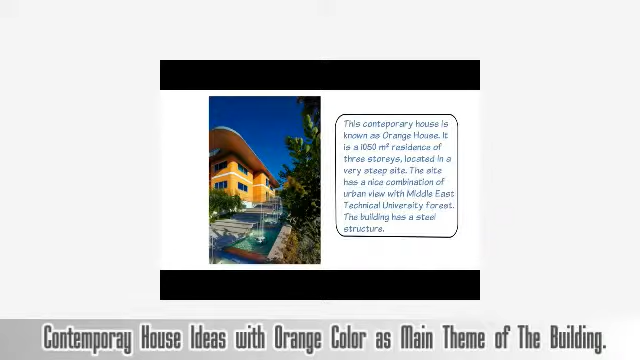 This conteporary house is
known as Orange House. It
is a 1050 m² residence of
three storeys, located in a
very steep site. The site
has a nice combination of
urban view with Middle East
Technical University forest.
The building has a steel
structure.
Contemporay House Ideas with Orange Color as Main Theme of The Building.